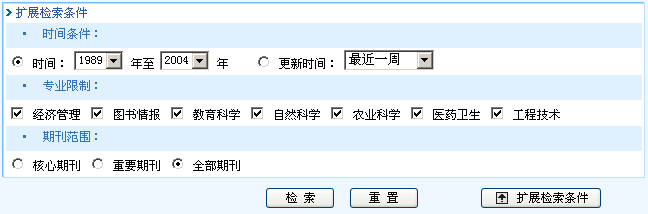 扩展检索条件
时间条件：
时间： 1989 年至 2004 年 更新时间： 最近一周
专业限制：
经济管理 图书情报 教育科学 自然科学 农业科学 医药卫生 工程技术
期刊范围：
核心期刊 重要期刊 全部期刊
检 索 重 置 扩展检索条件